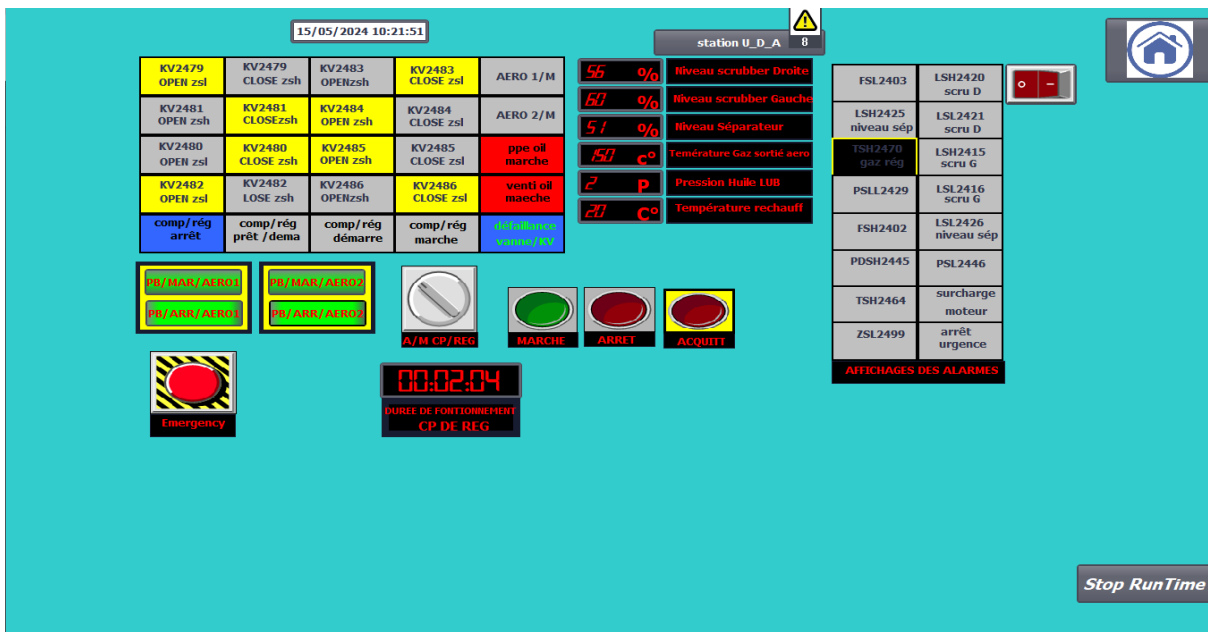 15/05/2024 10:21:51
station U_D_A 8
KV2479
OPEN zsl
KV2479
CLOSE zsh
KV2483
OPENzsh
KV2483
CLOSE zsl
AERO 1/M
KV2481
OPEN zsh
KV2481
CLOSEzsh
KV2484
OPEN zsh
KV2484
CLOSE zsl
AERO 2/M
KV2480
OPEN zsl
KV2480
CLOSE zsh
KV2485
OPEN zsh
KV2485
CLOSE zsl
ppe oil
marche
KV2482
OPEN zsl
KV2482
LOSE zsh
KV2486
OPENzsh
KV2486
CLOSE zsl
venti oil
maeche
comp/rég
arrêt
comp/rég
prêt /dema
comp/rég
démarre
comp/rég
marche
défaillance
vanne/KV
56 % Niveau scrubber Droite
60 % Niveau scrubber Gauche
51 % Niveau Séparateur
150 c° Temérature Gaz sortié aero
2 P Pression Huile LUB
20 C° Température rechauff
FSL2403
LSH2420
scru D
LSH2425
niveau sép
LSL2421
scru D
TSH2470
gaz rég
LSH2415
scru G
PSLL2429
LSL2416
scru G
FSH2402
LSL2426
niveau sép
PDSH2445
PSL2446
TSH2464
surcharge
moteur
ZSL2499
arrêt
urgence
AFFICHAGES DES ALARMES
PB/MAR/AERO1
PB/MAR/AERO2
PB/ARR/AERO1
PB/ARR/AERO2
A/M CP/REG
MARCHE
ARRET
ACQUITT
Emergency
00:02:04
DUREE DE FONTIONNEMENT
CP DE REG
Stop RunTime